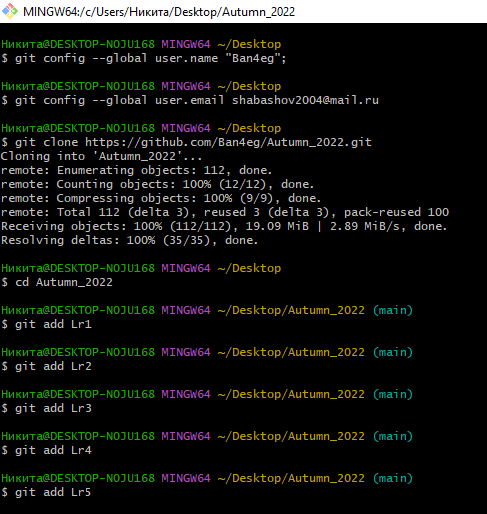 MINGW64:/c/Users/Никита/Desktop/Autumn_2022
Никита@DESKTOP-NOJU168 MINGW64 ~/Desktop
$ git config --global user.name "Ban4eg";
Никита@DESKTOP-NOJU168 MINGW64 ~/Desktop
$ git config --global user.email shabashov2004@mail.ru
Никита@DESKTOP-NOJU168 MINGW64 ~/Desktop
$ git clone https://github.com/Ban4eg/Autumn_2022.git
Cloning into 'Autumn_2022'...
remote: Enumerating objects: 112, done.
remote: Counting objects: 100% (12/12), done.
remote: Compressing objects: 100% (9/9), done.
remote: Total 112 (delta 3), reused 3 (delta 3), pack-reused 100
Receiving objects: 100% (112/112), 19.09 MiB | 2.89 MiB/s, done.
Resolving deltas: 100% (35/35), done.
Никита@DESKTOP-NOJU168 MINGW64 ~/Desktop
$ cd Autumn_2022
Никита@DESKTOP-NOJU168 MINGW64 ~/Desktop/Autumn_2022 (main)
$ git add Lr1
Никита@DESKTOP-NOJU168 MINGW64 ~/Desktop/Autumn_2022 (main)
$ git add Lr2
Никита@DESKTOP-NOJU168 MINGW64 ~/Desktop/Autumn_2022 (main)
$ git add Lr3
Никита@DESKTOP-NOJU168 MINGW64 ~/Desktop/Autumn_2022 (main)
$ git add Lr4
Никита@DESKTOP-NOJU168 MINGW64 ~/Desktop/Autumn_2022 (main)
$ git add Lr5